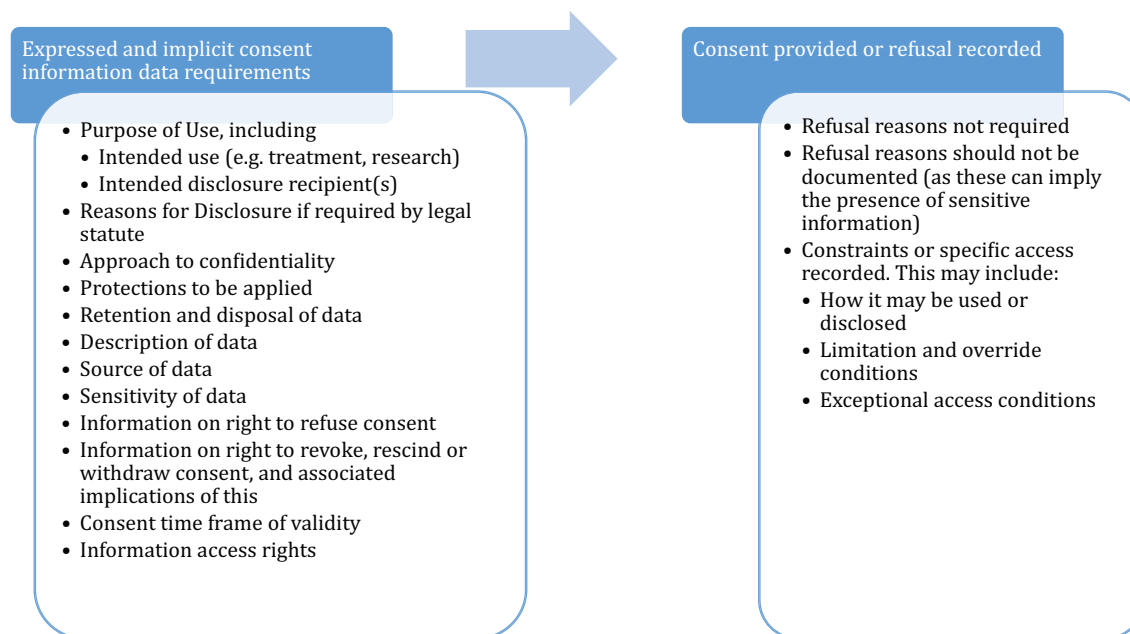 Expressed and implicit consent
information data requirements
• Purpose of Use, including
• Intended use (e.g. treatment, research)
• Intended disclosure recipient(s)
• Reasons for Disclosure if required by legal
statute
• Approach to confidentiality
• Protections to be applied
• Retention and disposal of data
• Description of data
• Source of data
• Sensitivity of data
• Information on right to refuse consent
• Information on right to revoke, rescind or
withdraw consent, and associated
implications of this
• Consent time frame of validity
• Information access rights
Consent provided or refusal recorded
• Refusal reasons not required
• Refusal reasons should not be
documented (as these can imply
the presence of sensitive
information)
• Constraints or specific access
recorded. This may include:
• How it may be used or
disclosed
• Limitation and override
conditions
• Exceptional access conditions